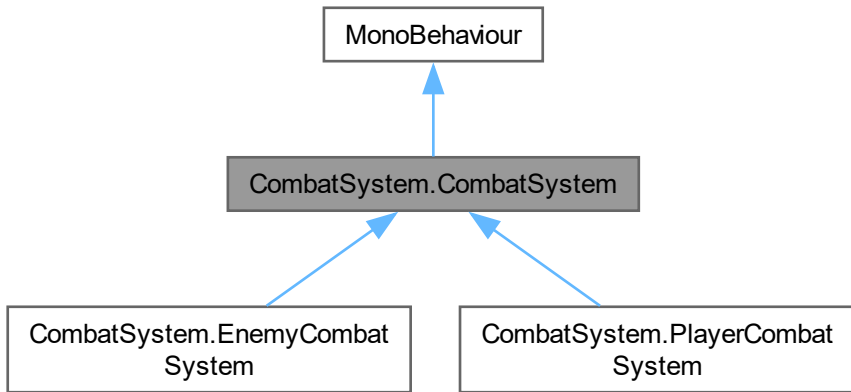 MonoBehaviour
CombatSystem.CombatSystem
CombatSystem.EnemyCombat
System
CombatSystem.PlayerCombat
System